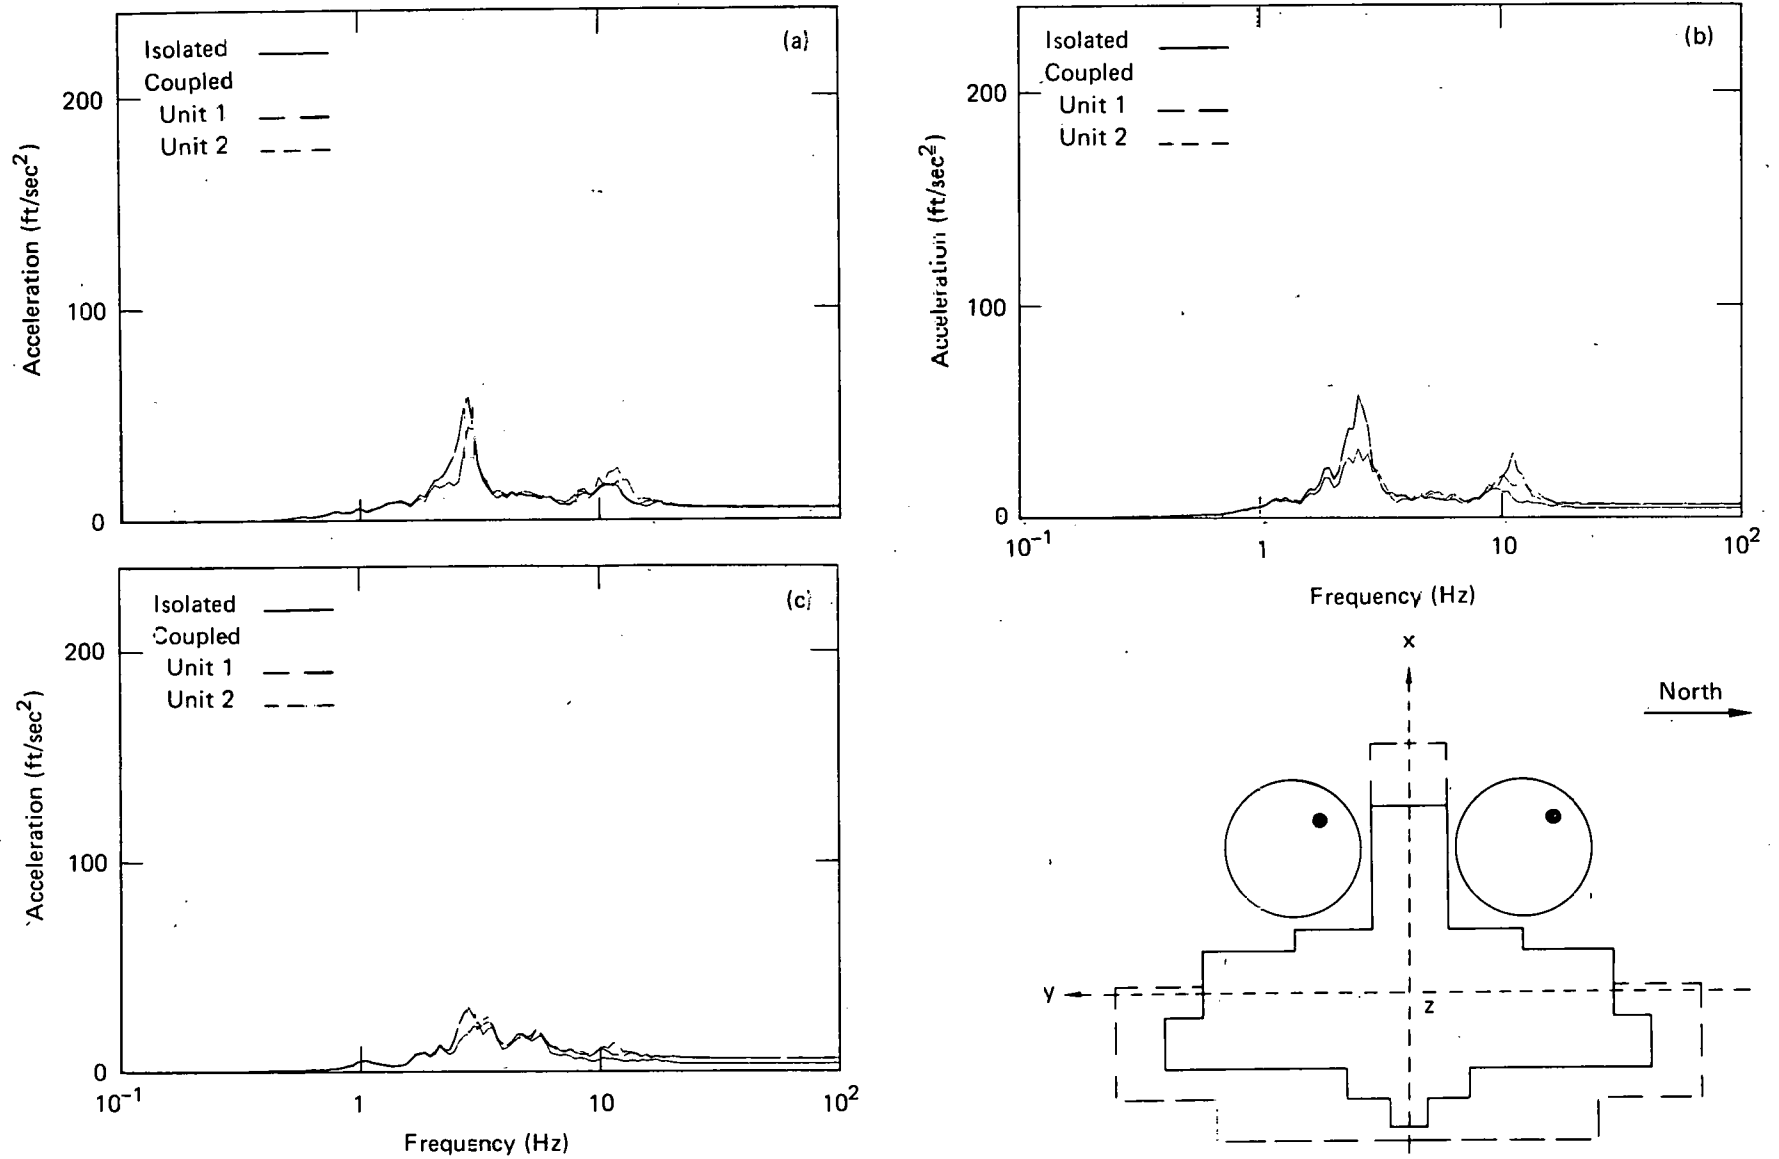 (a)
Isolated
Coupled
Unit 1
Unit 2
200
100
0
Acceleration (ft/sec²)
(b)
Isolated
Coupled
Unit 1
Unit 2
200
100
0
Acceleration (ft/sec²)
10⁻¹ 1 10 10²
Frequency (Hz)
(c)
Isolated
Coupled
Unit 1
Unit 2
200
100
0
Acceleration (ft/sec²)
10⁻¹ 1 10 10²
Frequency (Hz)
x
North
y
z